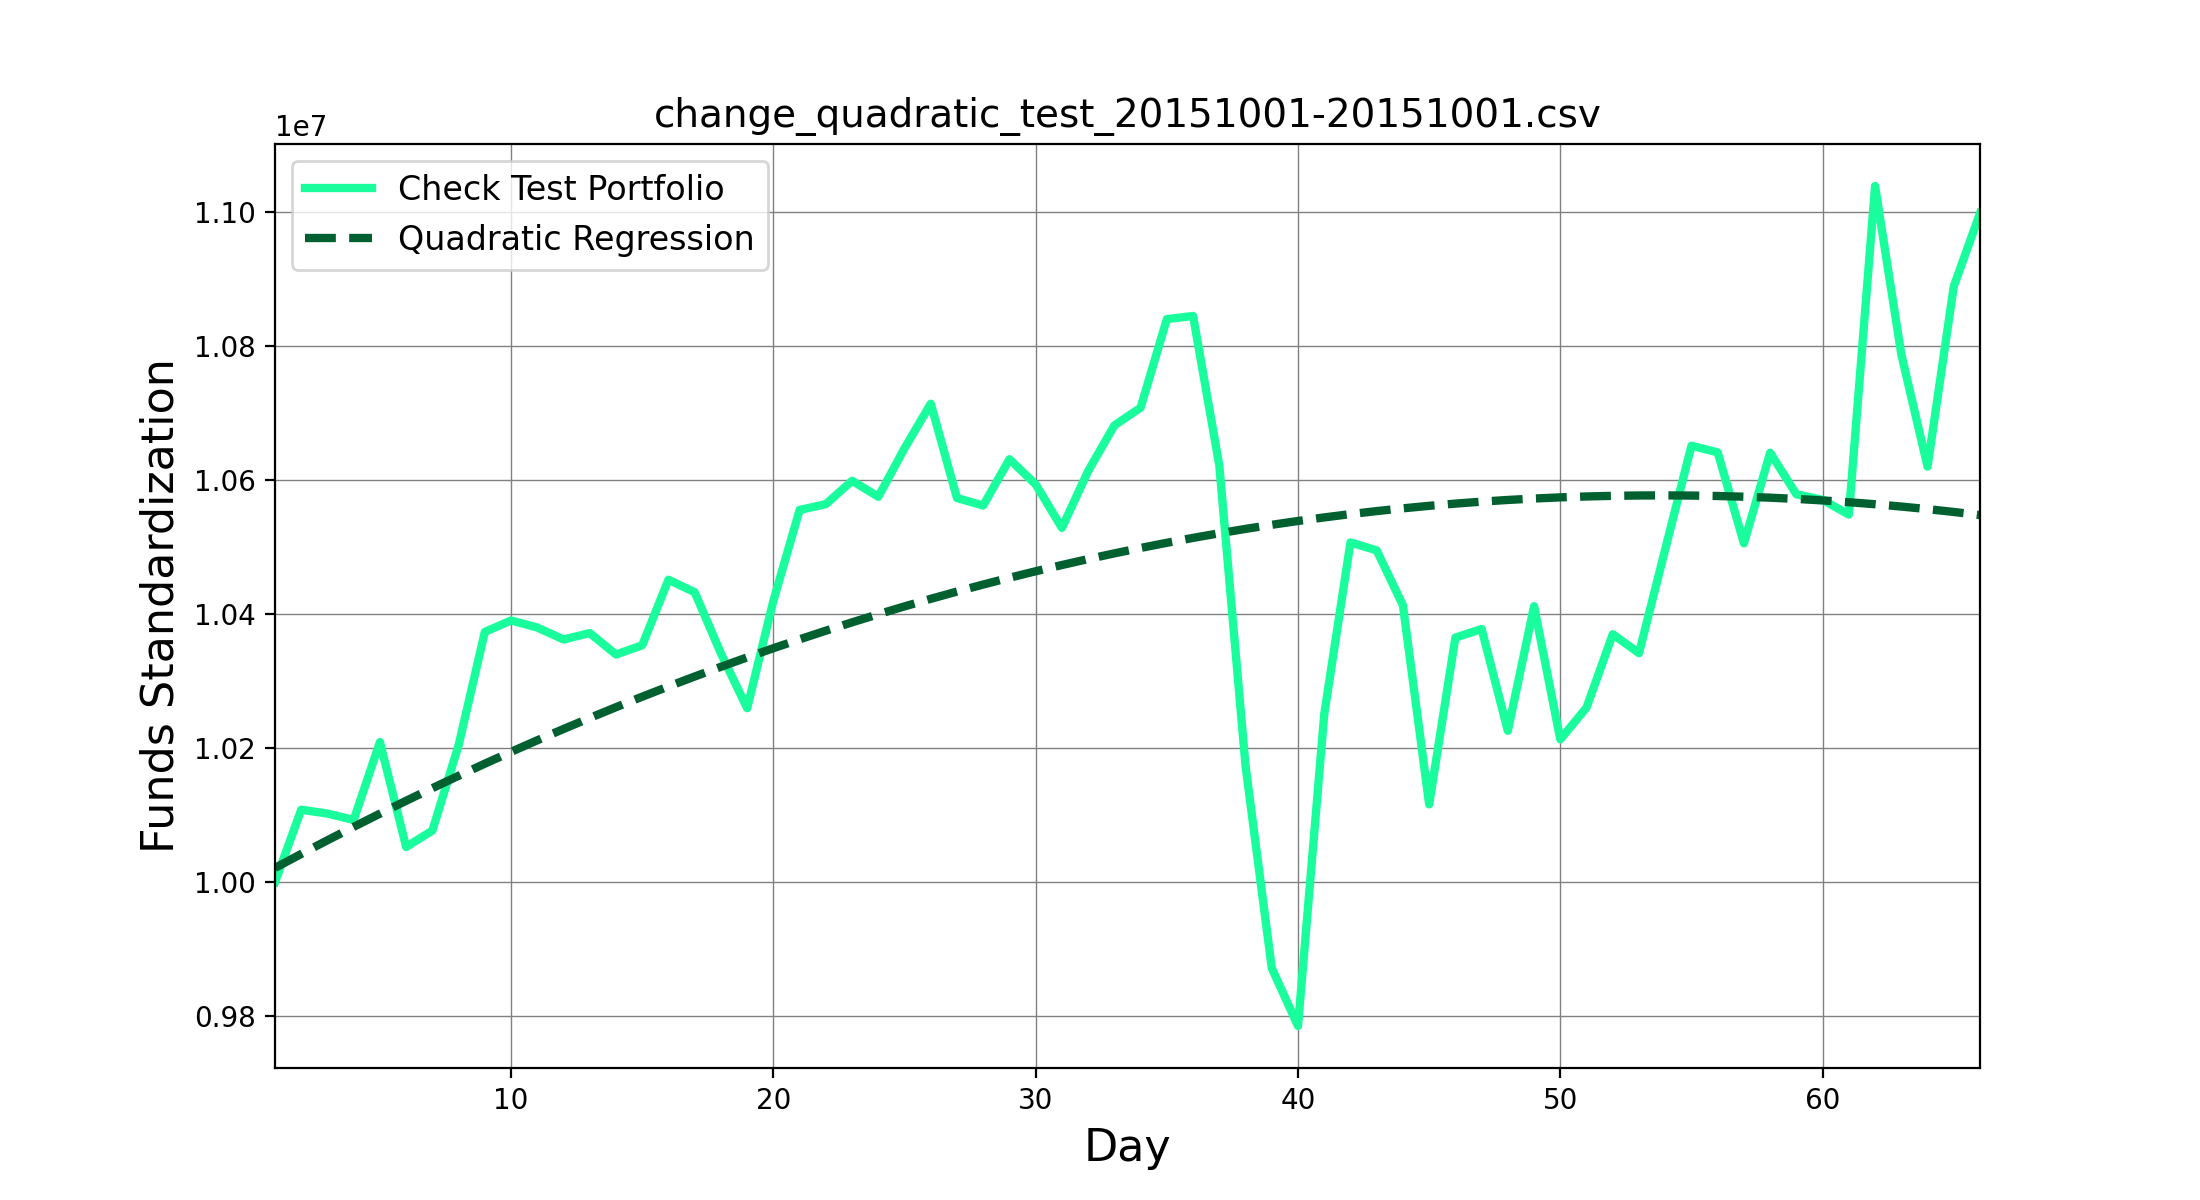 change_quadratic_test_20151001-20151001.csv
1e7
Check Test Portfolio
Quadratic Regression
1.10
1.08
1.06
1.04
1.02
1.00
0.98
Funds Standardization
10 20 30 40 50 60
Day